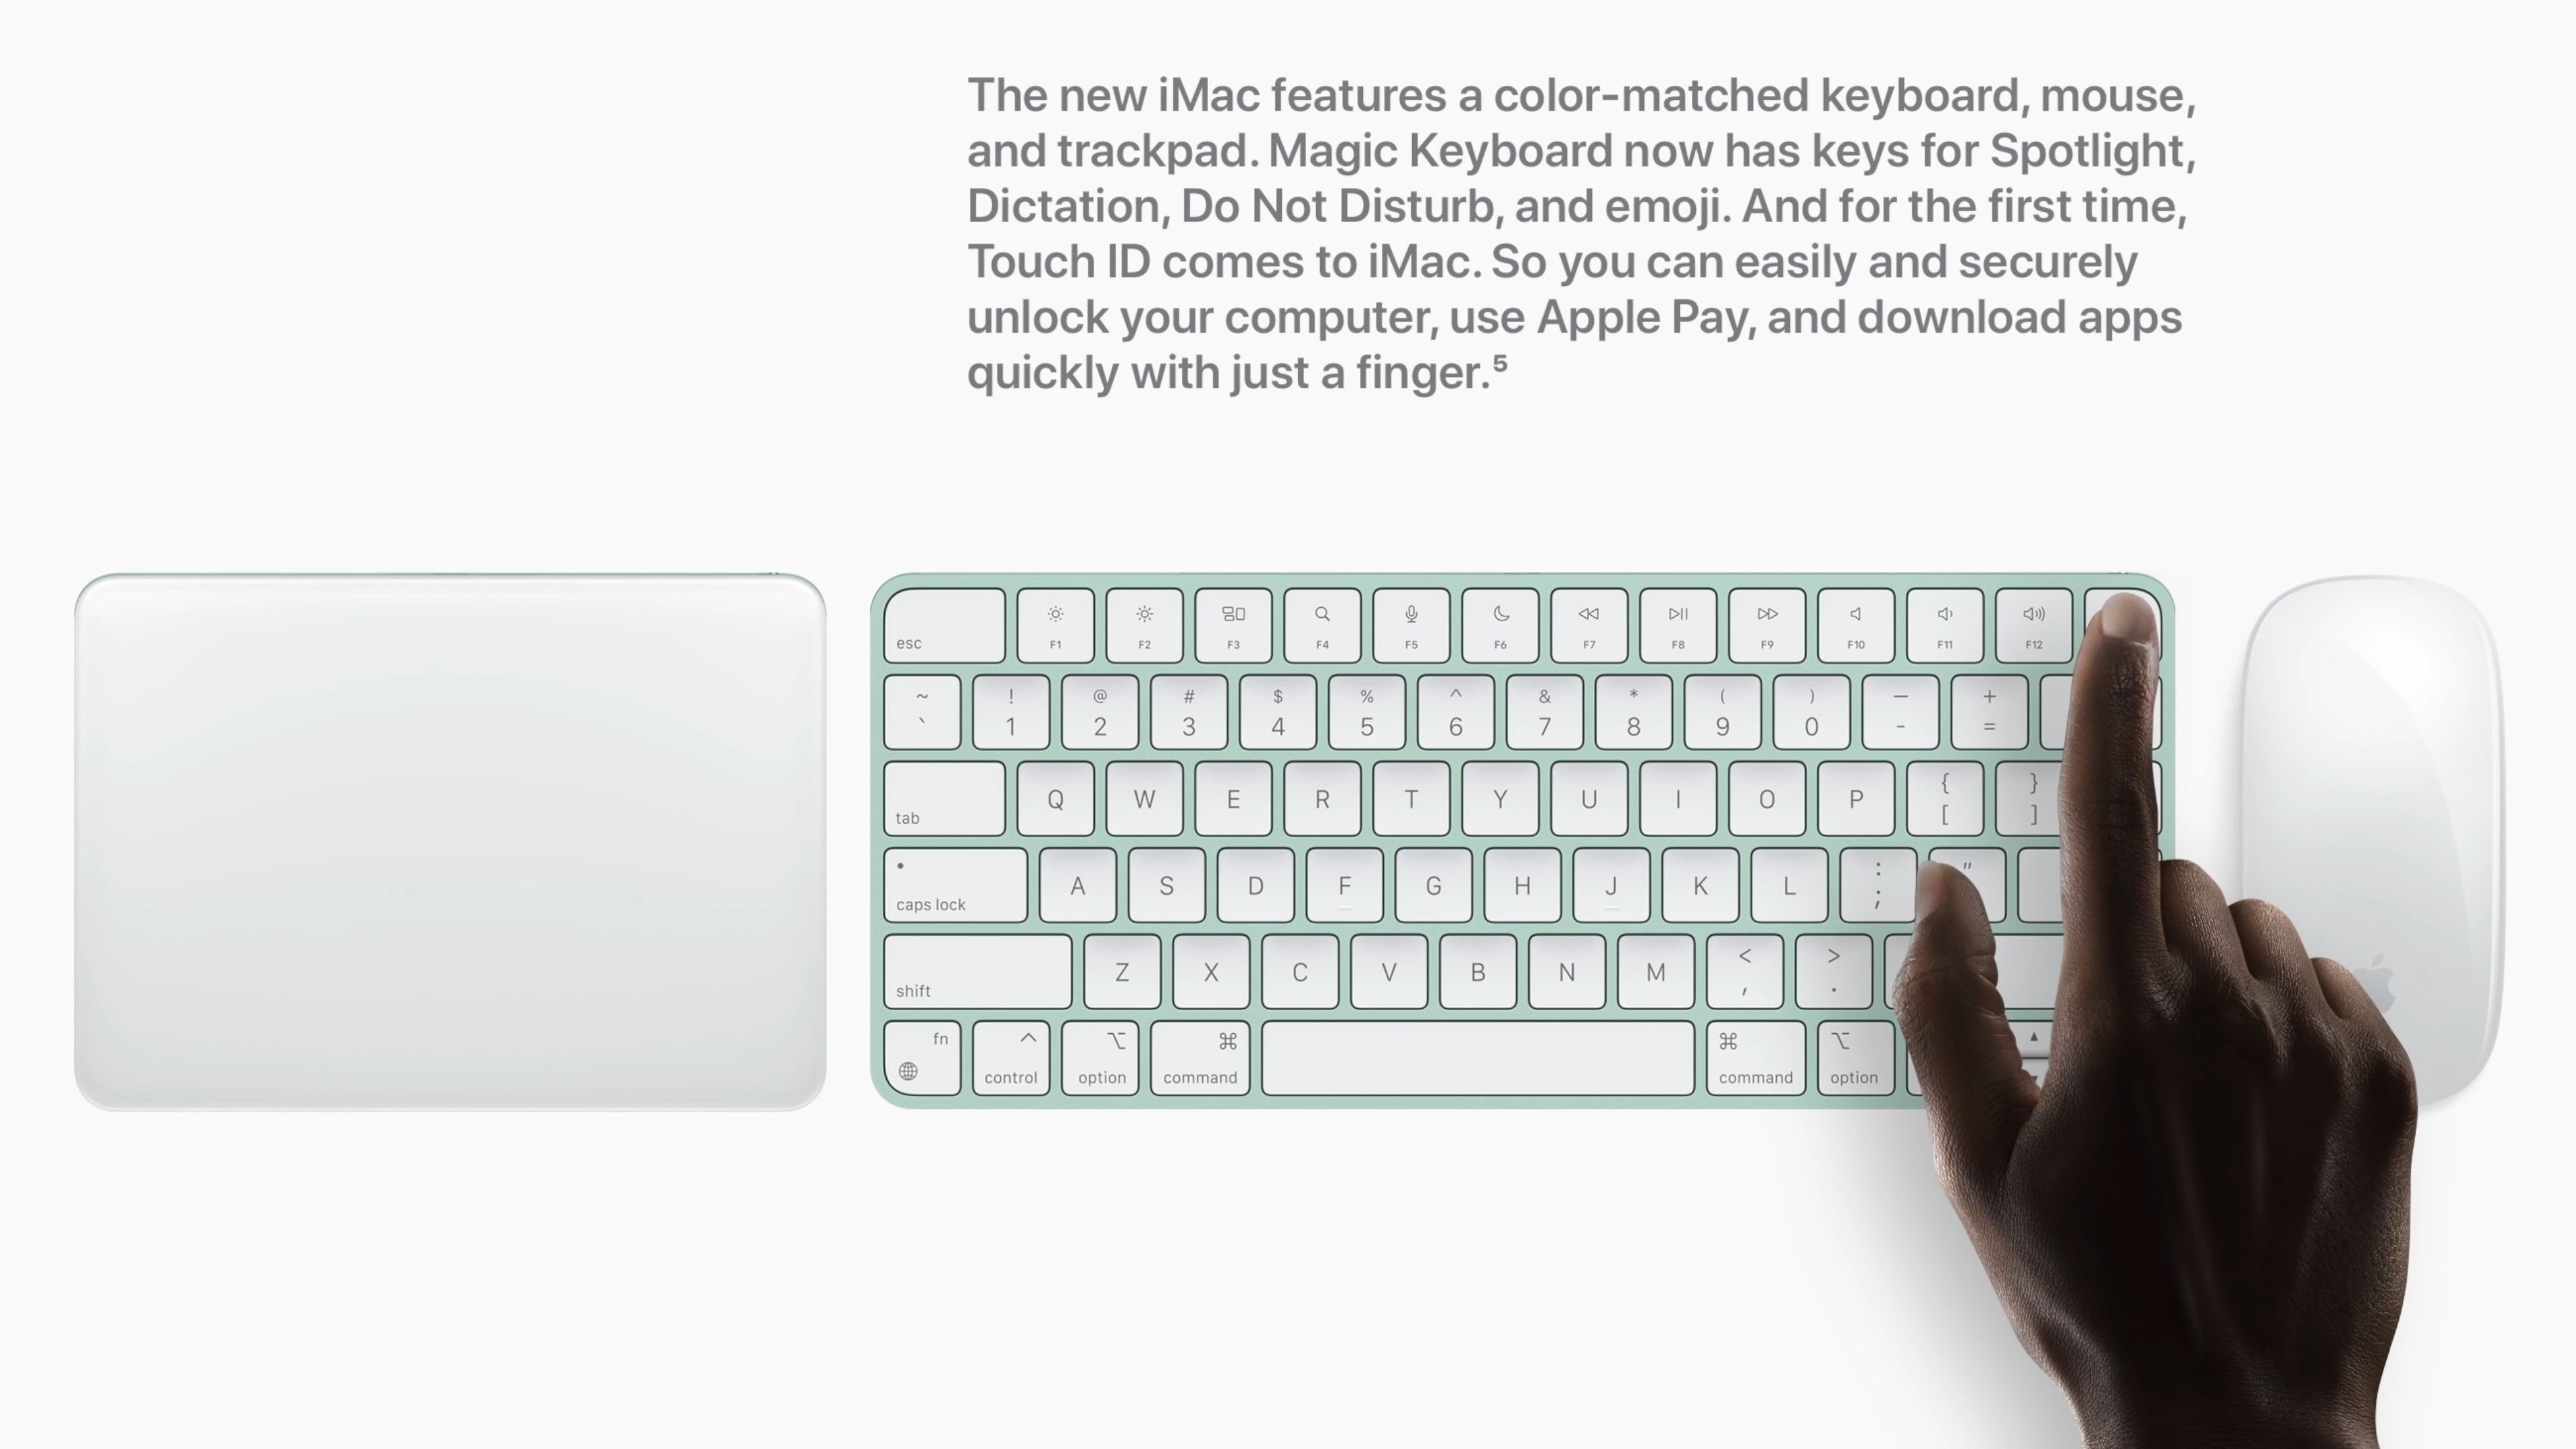 The new iMac features a color-matched keyboard, mouse,
and trackpad. Magic Keyboard now has keys for Spotlight,
Dictation, Do Not Disturb, and emoji. And for the first time,
Touch ID comes to iMac. So you can easily and securely
unlock your computer, use Apple Pay, and download apps
quickly with just a finger.⁵
esc F1 F2 F3 F4 F5 F6 F7 F8 F9 F10 F11 F12
~ ! @ # $ % ^ & * ( ) — +
` 1 2 3 4 5 6 7 8 9 0 - =
tab Q W E R T Y U I O P { [ } ]
caps lock A S D F G H J K L : ; "
shift Z X C V B N M < , > .
fn ^ ⌥ ⌘ ⌘ ⌥
control option command command option